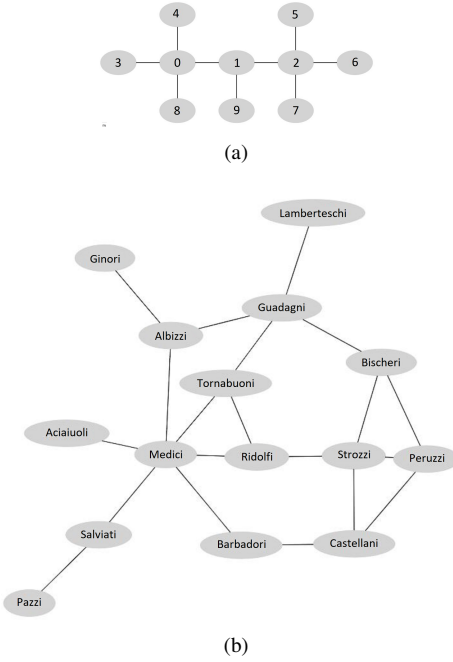 4 5
3 0 1 2 6
8 9 7
(a)
Lamberteschi
Ginori
Guadagni
Albizzi
Bischeri
Tornabuoni
Aciaiuoli
Medici Ridolfi Strozzi Peruzzi
Salviati
Barbadori Castellani
Pazzi
(b)